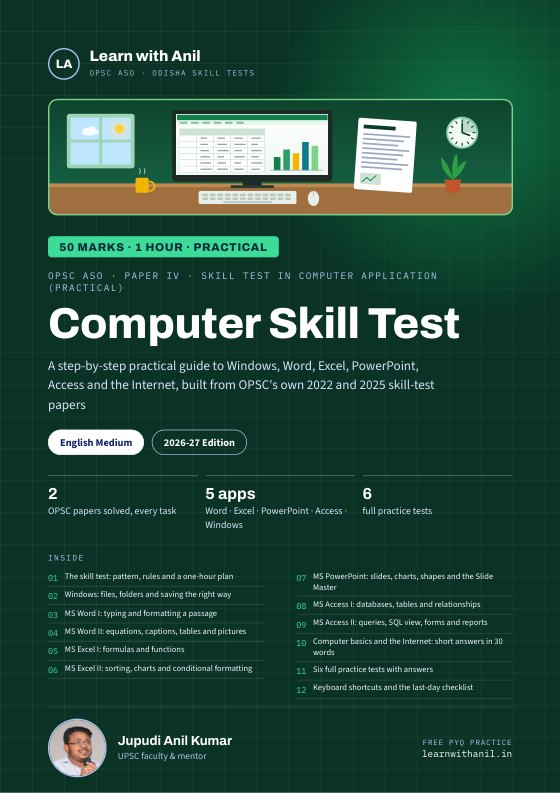 LA
Learn with Anil
OPSC ASO · ODISHA SKILL TESTS
50 MARKS · 1 HOUR · PRACTICAL
OPSC ASO · PAPER IV · SKILL TEST IN COMPUTER APPLICATION
(PRACTICAL)
Computer Skill Test
A step-by-step practical guide to Windows, Word, Excel, PowerPoint,
Access and the Internet, built from OPSC's own 2022 and 2025 skill-test
papers
English Medium
2026-27 Edition
2
OPSC papers solved, every task
5 apps
Word · Excel · PowerPoint · Access ·
Windows
6
full practice tests
INSIDE
01 The skill test: pattern, rules and a one-hour plan
02 Windows: files, folders and saving the right way
03 MS Word I: typing and formatting a passage
04 MS Word II: equations, captions, tables and pictures
05 MS Excel I: formulas and functions
06 MS Excel II: sorting, charts and conditional formatting
07 MS PowerPoint: slides, charts, shapes and the Slide
Master
08 MS Access I: databases, tables and relationships
09 MS Access II: queries, SQL view, forms and reports
10 Computer basics and the Internet: short answers in 30
words
11 Six full practice tests with answers
12 Keyboard shortcuts and the last-day checklist
Jupudi Anil Kumar
UPSC faculty & mentor
FREE PYQ PRACTICE
learnwithanil.in